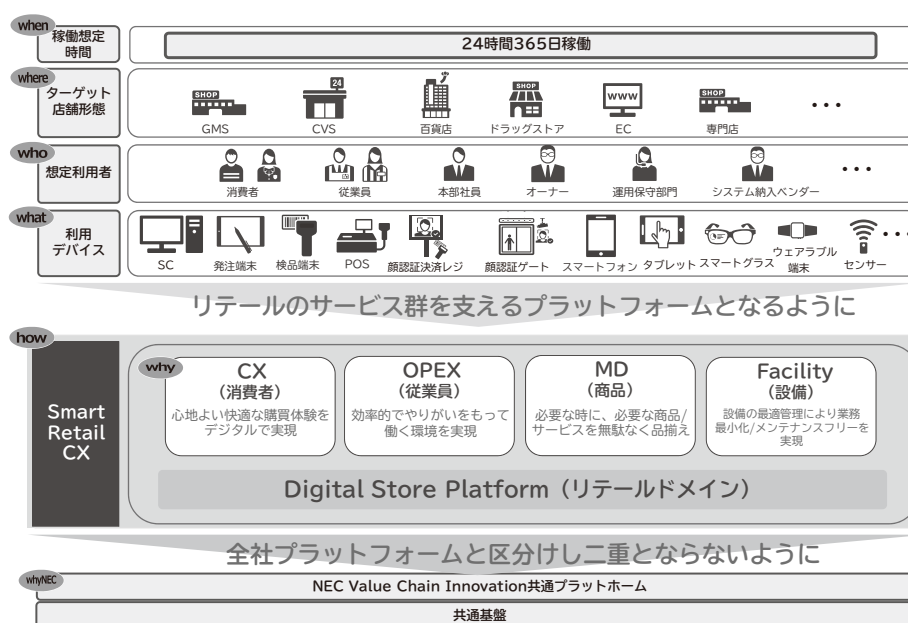 when
稼働想定
時間
24時間365日稼働
where
ターゲット
店舗形態
SHOP
24
SHOP
www
SHOP
GMS
CVS
百貨店
ドラッグストア
EC
専門店
・・・
who
想定利用者
消費者
従業員
本部社員
オーナー
運用保守部門
システム納入ベンダー
・・・
what
利用
デバイス
SC
発注端末
検品端末
POS
顔認証決済レジ
顔認証ゲート
スマートフォン
タブレット
スマートグラス
ウェアラブル
端末
センサー
・・・
リテールのサービス群を支えるプラットフォームとなるように
how
Smart
Retail
CX
why
CX
(消費者)
心地よい快適な購買体験を
デジタルで実現
OPEX
(従業員)
効率的でやりがいをもって
働く環境を実現
MD
(商品)
必要な時に、必要な商品/
サービスを無駄なく品揃え
Facility
(設備)
設備の最適管理により業務
最小化/メンテナンスフリーを
実現
Digital Store Platform（リテールドメイン）
全社プラットフォームと区分けし二重とならないように
whyNEC
NEC Value Chain Innovation共通プラットホーム
共通基盤